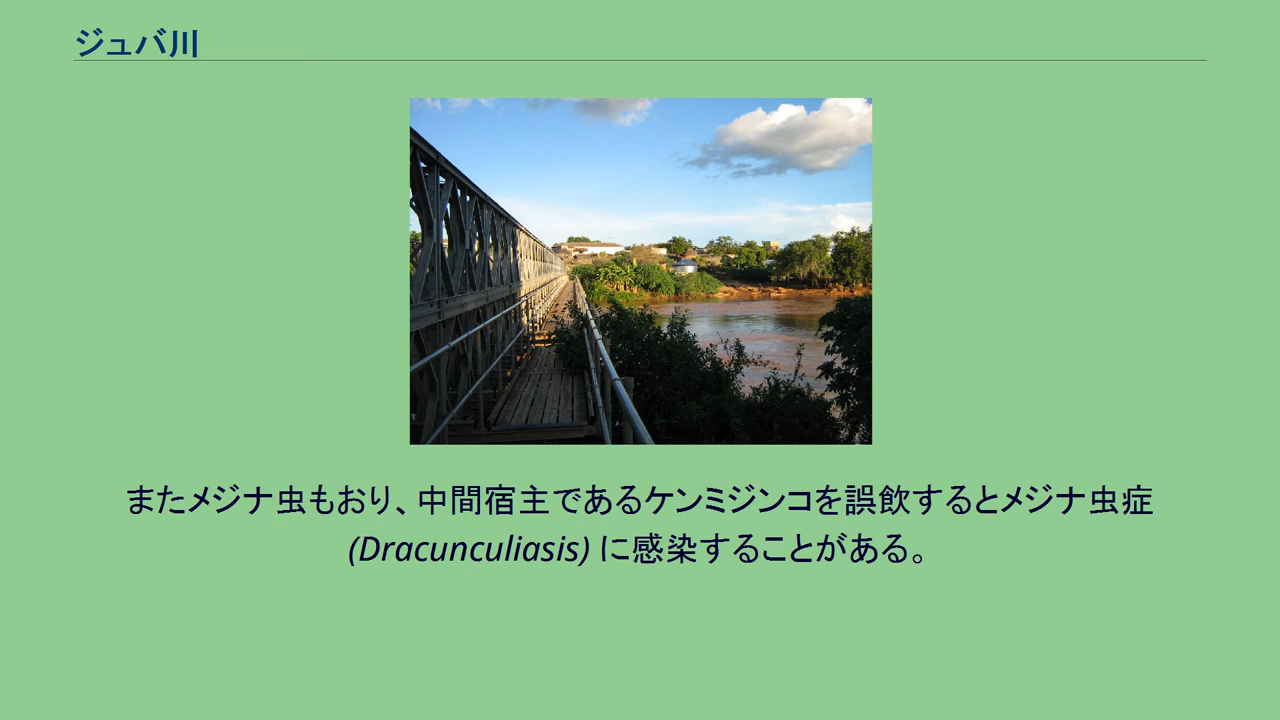 ジュバ川
またメジナ虫もおり、中間宿主であるケンミジンコを誤飲するとメジナ虫症
(Dracunculiasis) に感染することがある。